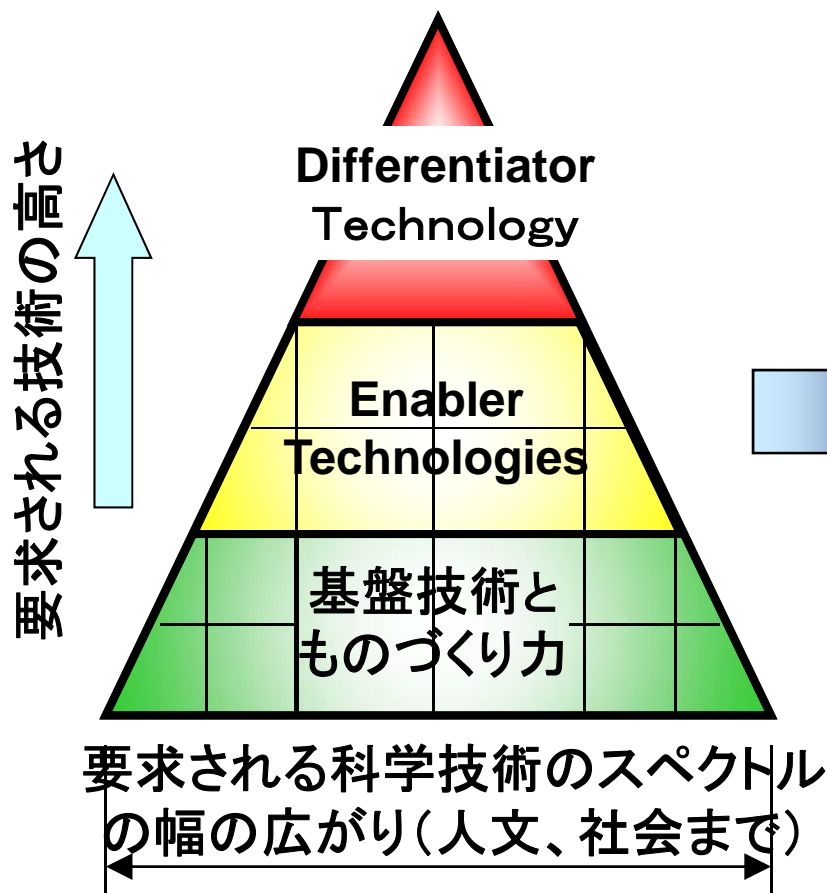 要求される技術の高さ
Differentiator
Technology
Enabler
Technologies
基盤技術と
ものづくり力
要求される科学技術のスペクトル
の幅の広がり(人文、社会まで)